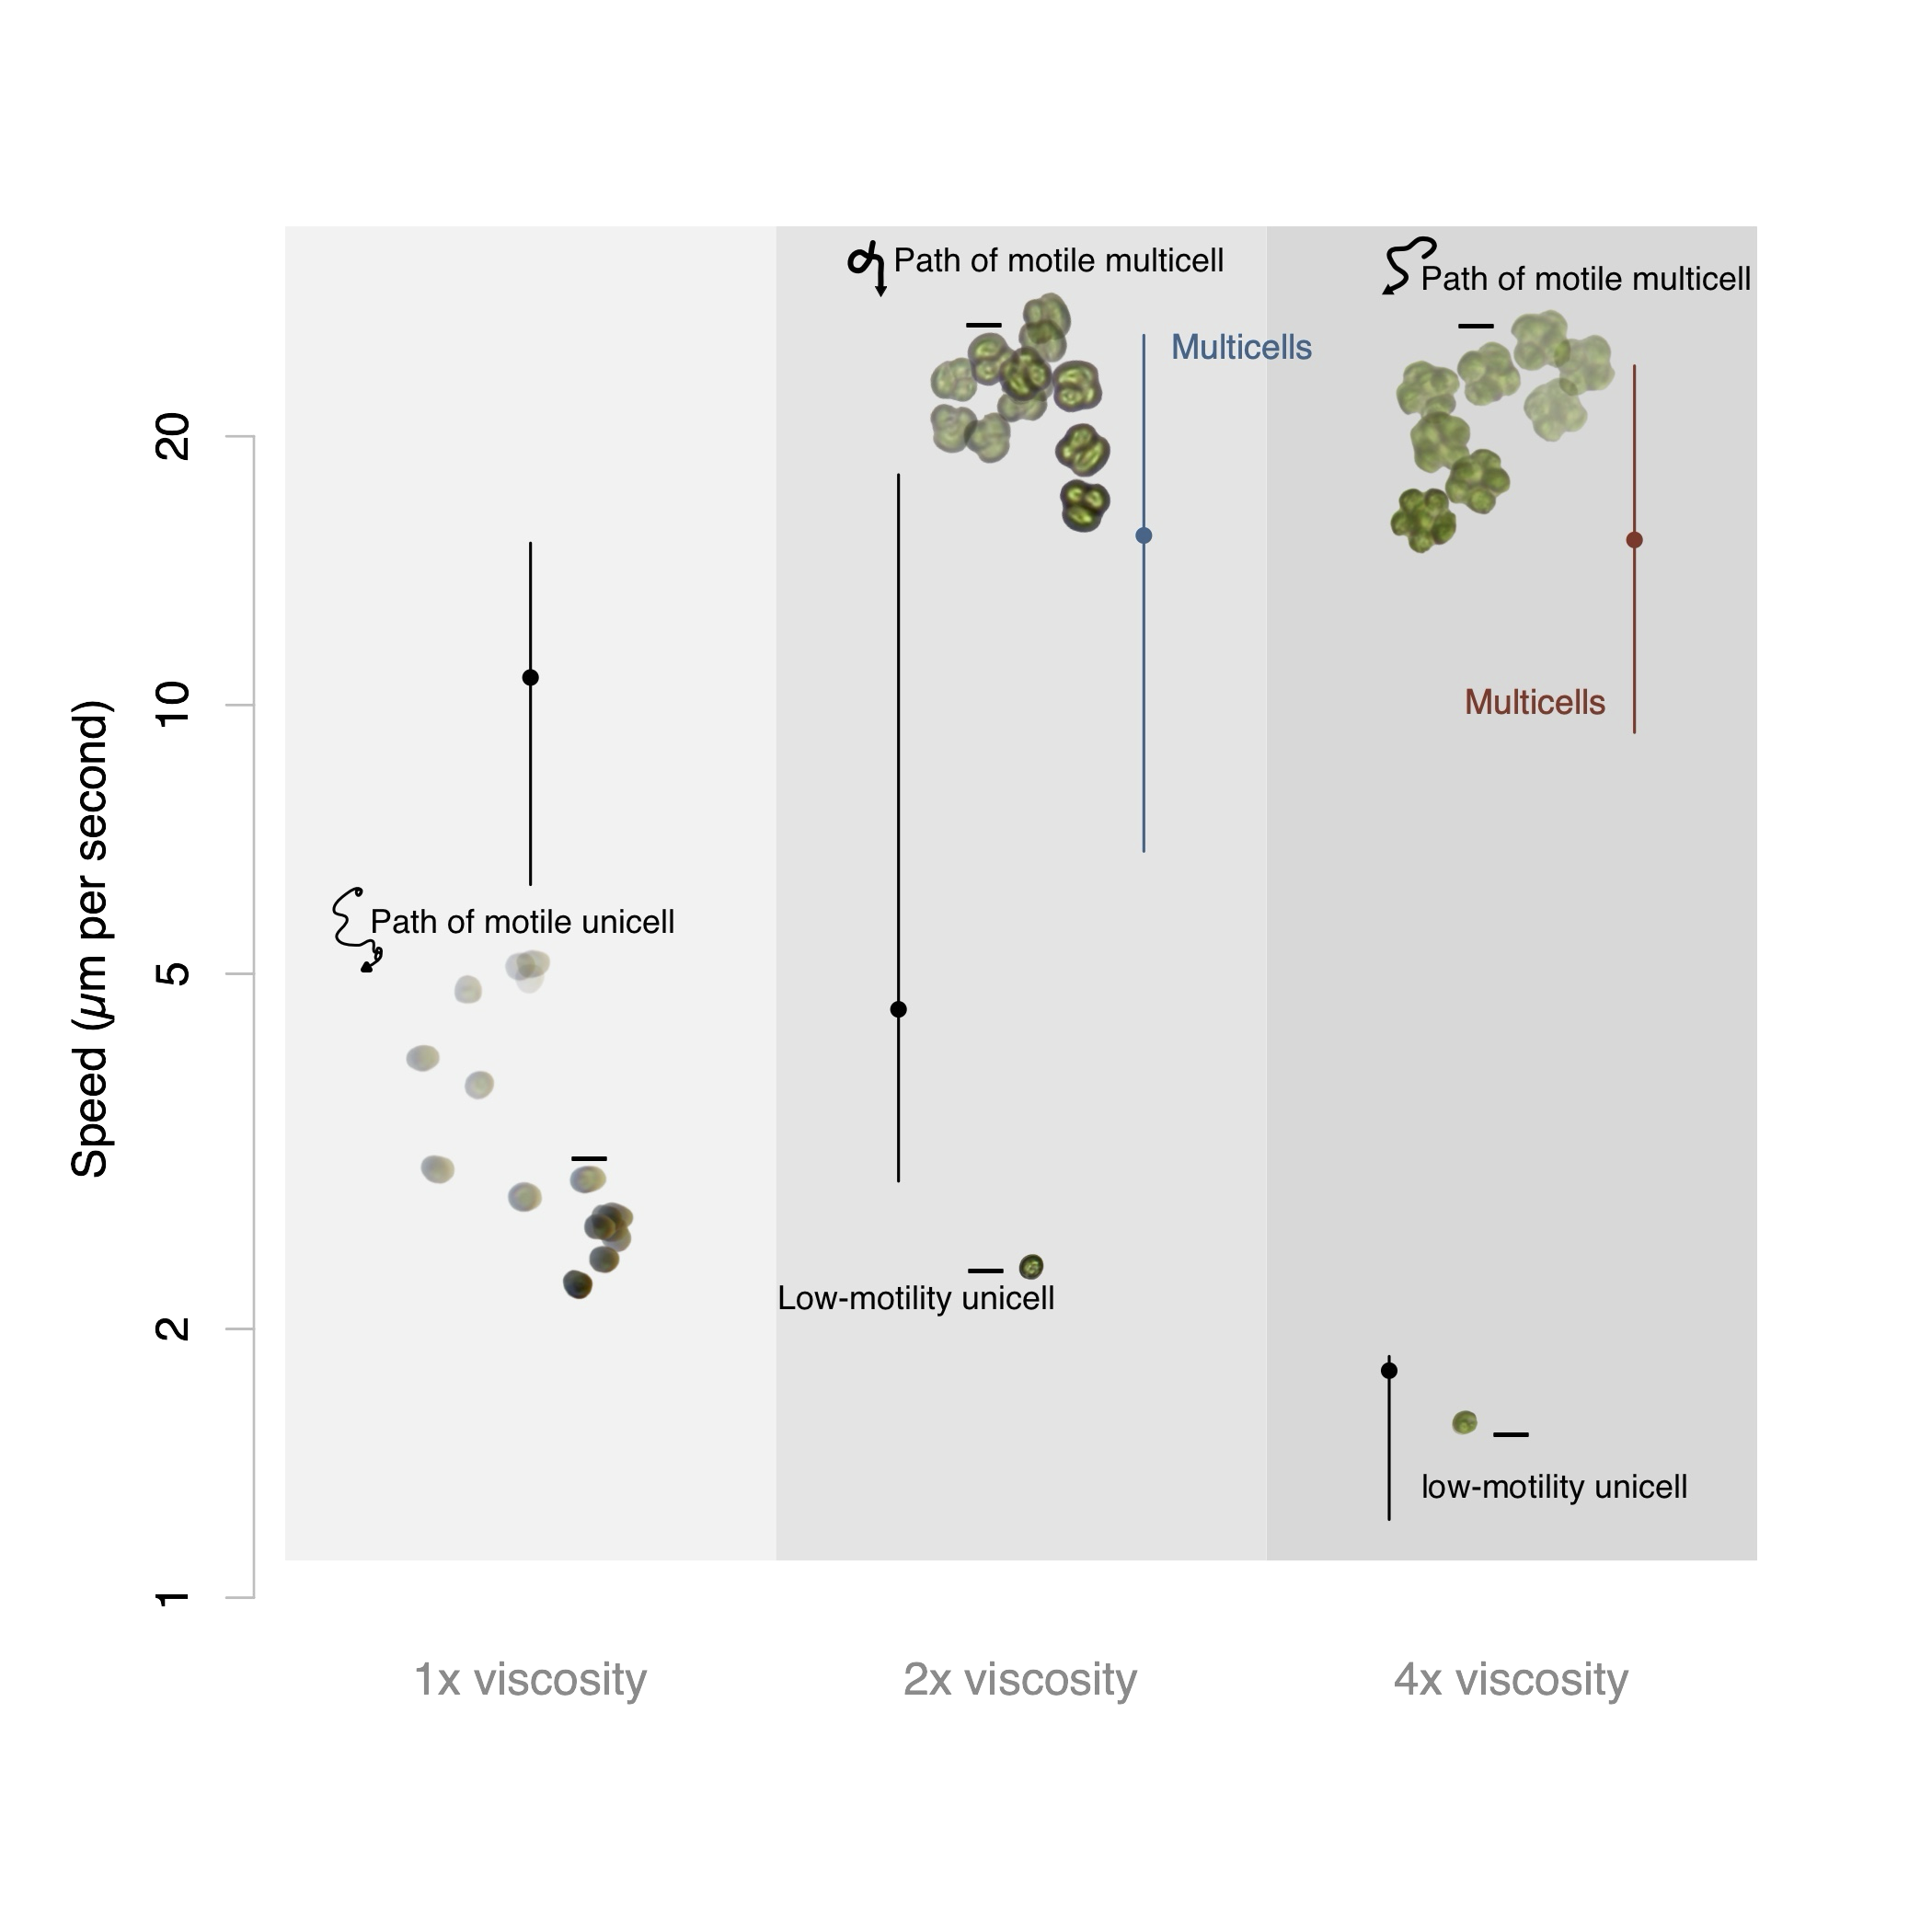 Speed (μm per second)
20
10
5
2
1
Path of motile unicell
Path of motile multicell
Multicells
Low-motility unicell
Path of motile multicell
Multicells
low-motility unicell
1x viscosity
2x viscosity
4x viscosity